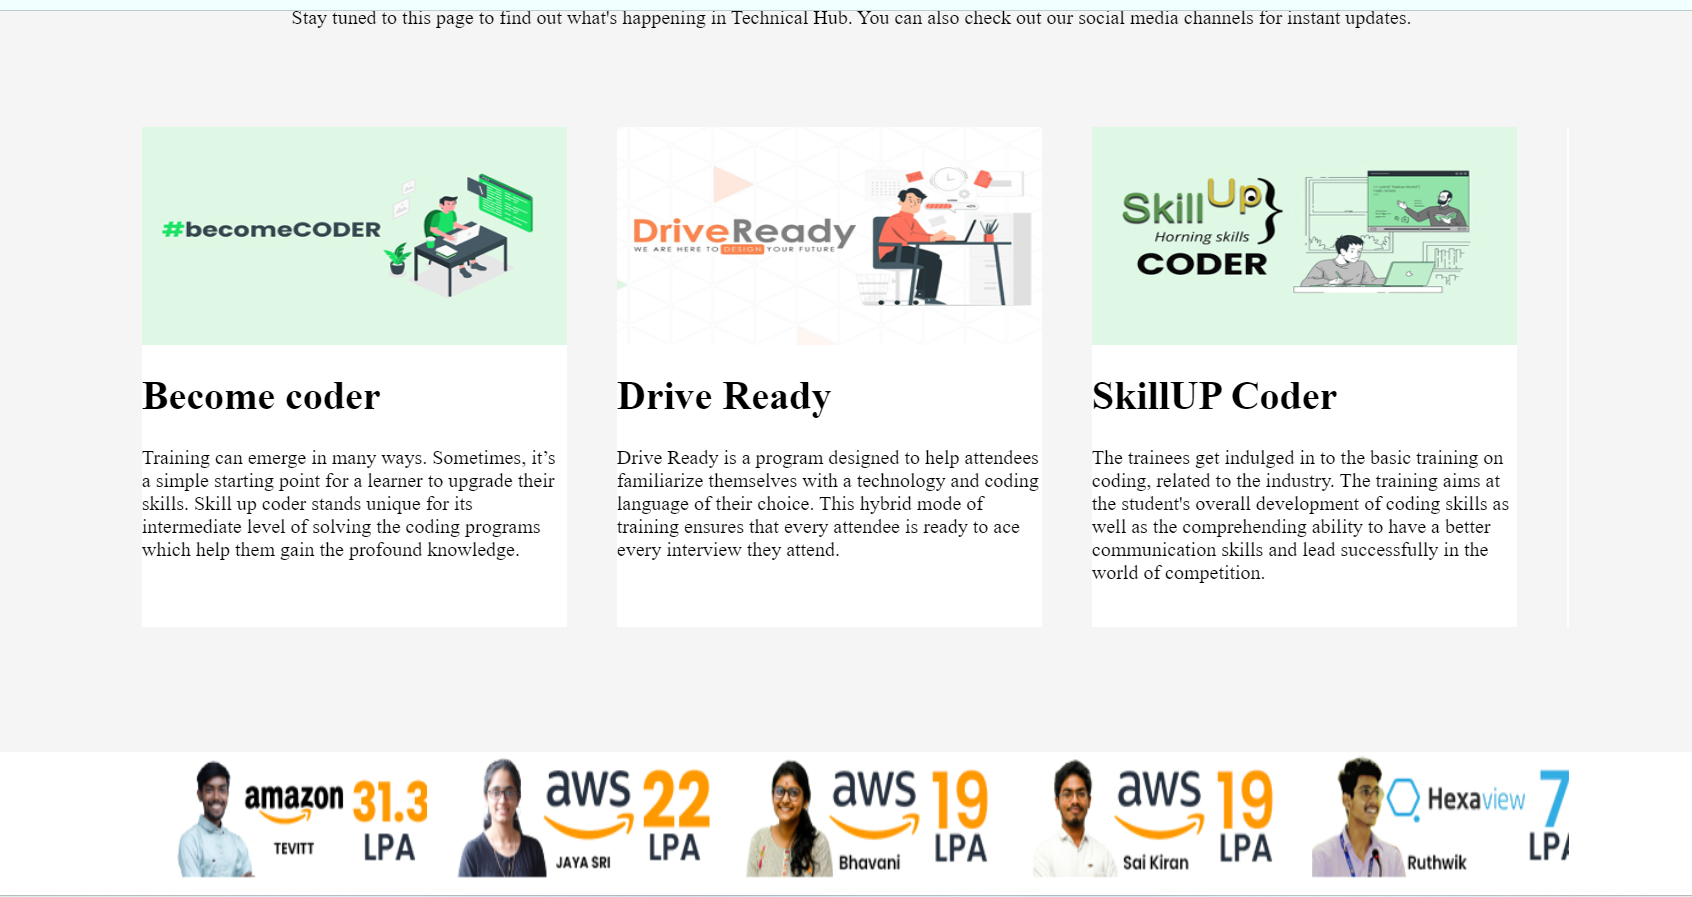 Stay tuned to this page to find out what's happening in Technical Hub. You can also check out our social media channels for instant updates.
#becomeCODER
DriveReady
WE ARE HERE TO DESIGN YOUR FUTURE
SkillUp}
Horning skills
CODER
Become coder
Training can emerge in many ways. Sometimes, it’s
a simple starting point for a learner to upgrade their
skills. Skill up coder stands unique for its
intermediate level of solving the coding programs
which help them gain the profound knowledge.
Drive Ready
Drive Ready is a program designed to help attendees
familiarize themselves with a technology and coding
language of their choice. This hybrid mode of
training ensures that every attendee is ready to ace
every interview they attend.
SkillUP Coder
The trainees get indulged in to the basic training on
coding, related to the industry. The training aims at
the student's overall development of coding skills as
well as the comprehending ability to have a better
communication skills and lead successfully in the
world of competition.
amazon 31.3
TEVITT LPA
aws 22
JAYA SRI LPA
aws 19
Bhavani LPA
aws 19
Sai Kiran LPA
Hexaview 7
Ruthwik LPA